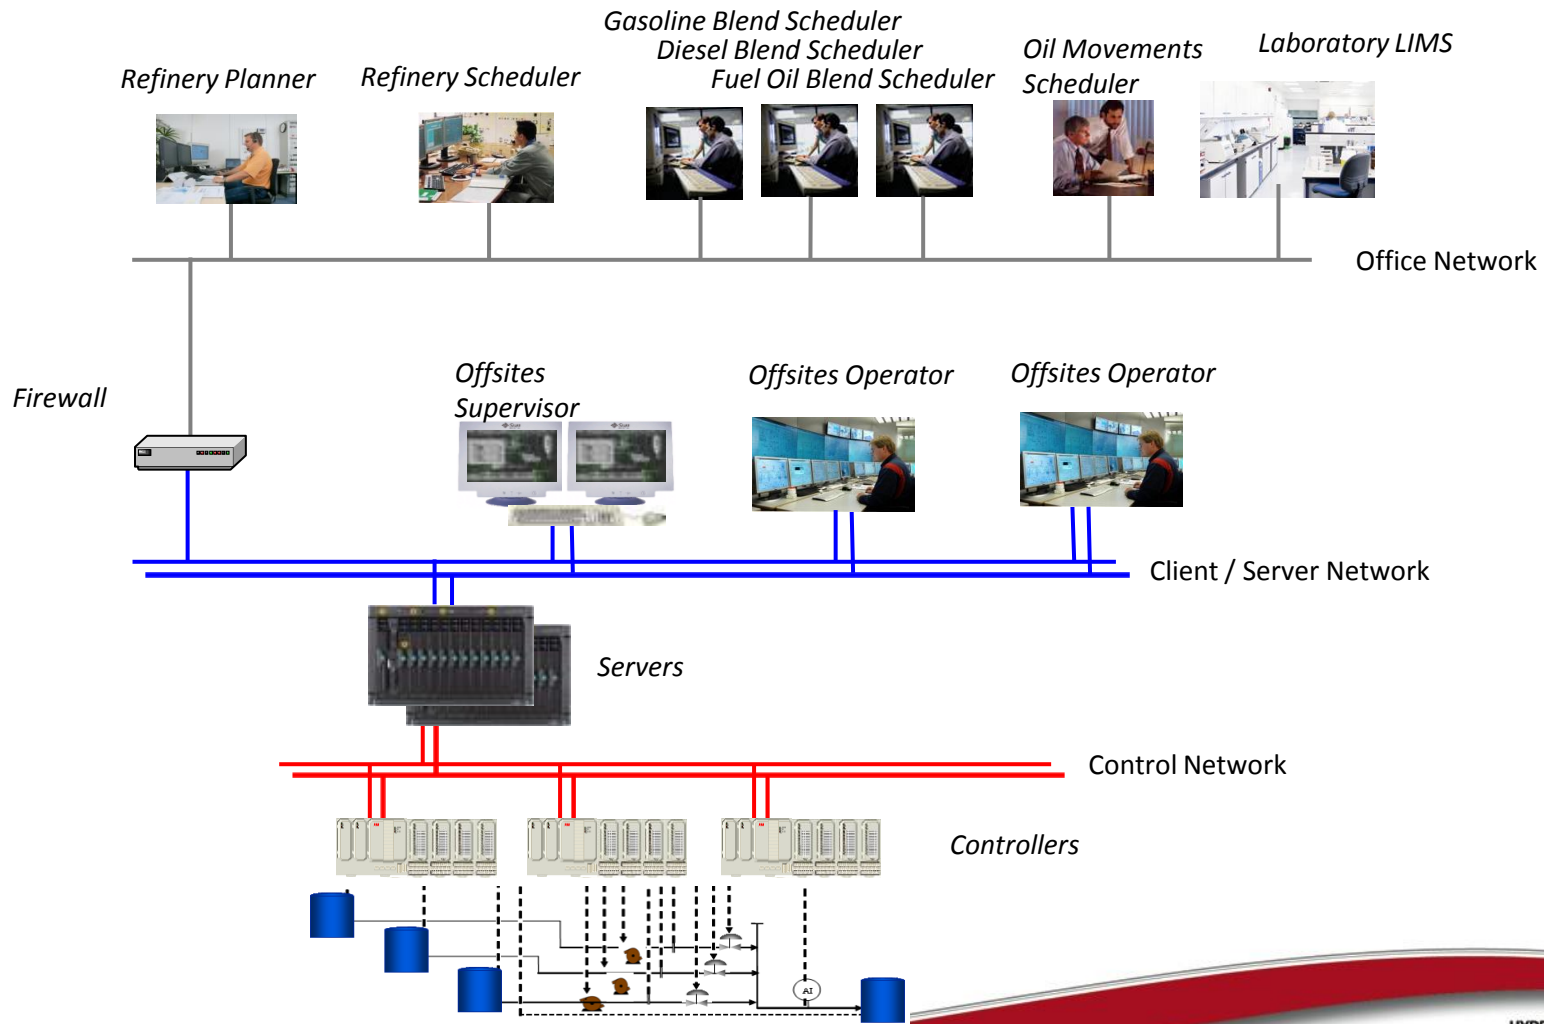 Gasoline Blend Scheduler
Diesel Blend Scheduler
Fuel Oil Blend Scheduler
Refinery Planner
Refinery Scheduler
Oil Movements
Scheduler
Laboratory LIMS
Office Network
Firewall
Offsites
Supervisor
Offsites Operator
Offsites Operator
Client / Server Network
Servers
Control Network
Controllers
AI